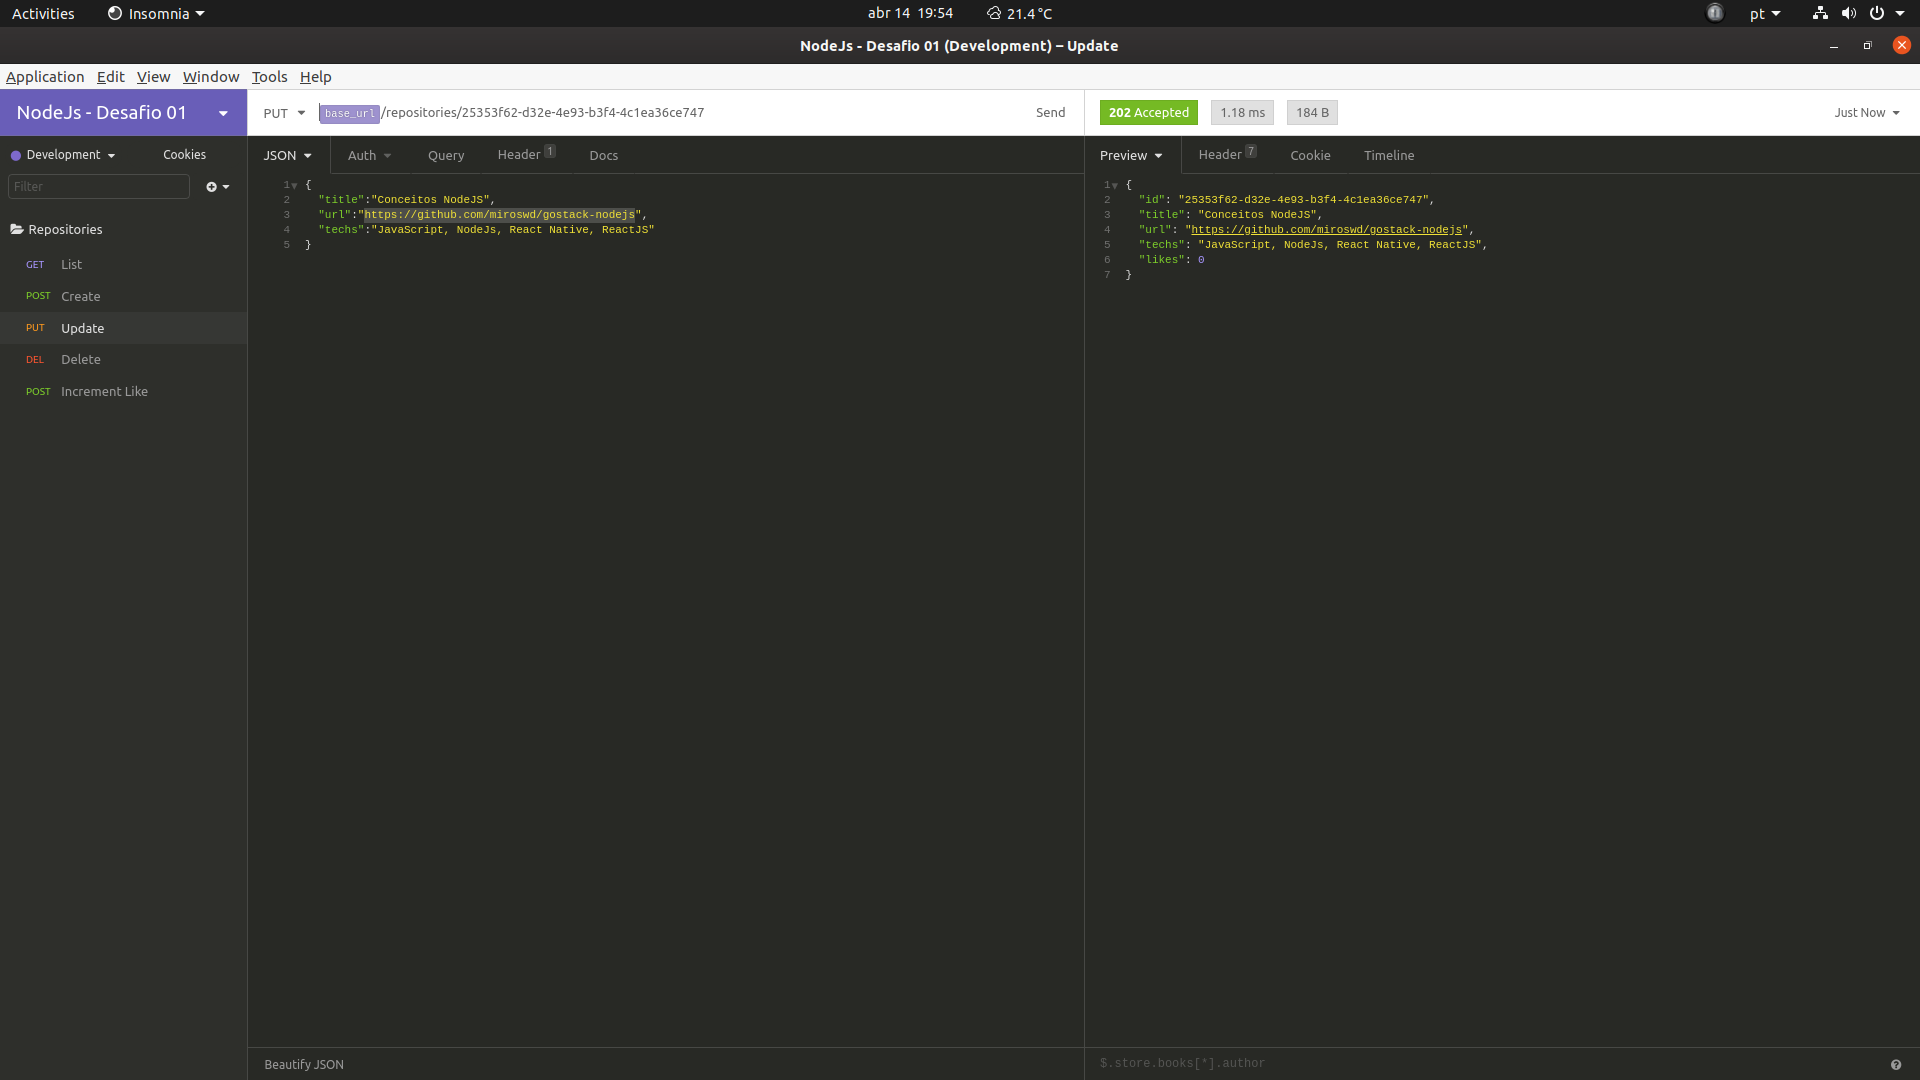 Activities Insomnia abr 14 19:54 21.4 °C pt
NodeJs - Desafio 01 (Development) – Update
Application Edit View Window Tools Help
NodeJs - Desafio 01
PUT base_url/repositories/25353f62-d32e-4e93-b3f4-4c1ea36ce747 Send
202 Accepted 1.18 ms 184 B Just Now
Development Cookies
Filter
Repositories
GET List
POST Create
PUT Update
DEL Delete
POST Increment Like
JSON Auth Query Header 1 Docs
1 {
2 "title":"Conceitos NodeJS",
3 "url":"https://github.com/miroswd/gostack-nodejs",
4 "techs":"JavaScript, NodeJs, React Native, ReactJS"
5 }
Beautify JSON
Preview Header 7 Cookie Timeline
1 {
2 "id": "25353f62-d32e-4e93-b3f4-4c1ea36ce747",
3 "title": "Conceitos NodeJS",
4 "url": "https://github.com/miroswd/gostack-nodejs",
5 "techs": "JavaScript, NodeJs, React Native, ReactJS",
6 "likes": 0
7 }
$.store.books[*].author